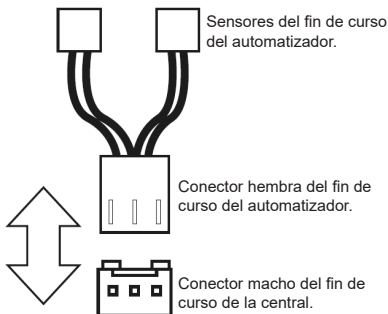 Sensores del fin de curso
del automatizador.
Conector hembra del fin de
curso del automatizador.
Conector macho del fin de
curso de la central.